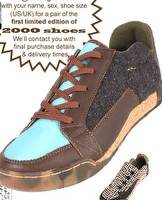 with your name, sex, shoe size
(US/UK) for a pair of the
first limited edition of
2000 shoes
We'll contact you with
final purchase details
& delivery times.